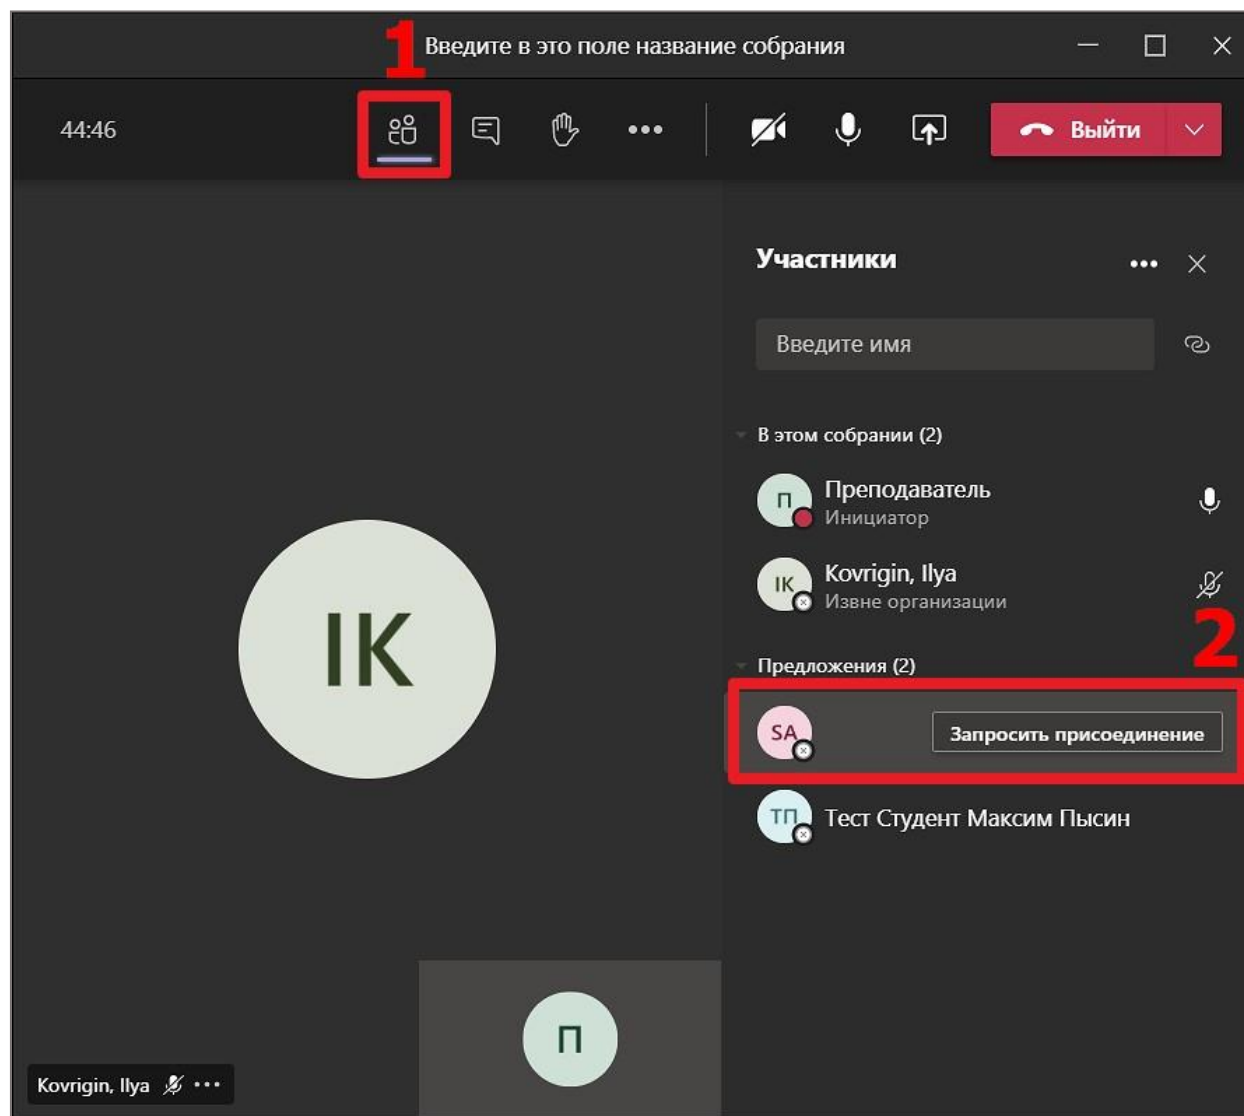 1
Введите в это поле название собрания
44:46
Выйти
Участники
Введите имя
В этом собрании (2)
П
Преподаватель
Инициатор
IK
Kovrigin, Ilya
Извне организации
IK
2
Предложения (2)
SA
Запросить присоединение
ТП
Тест Студент Максим Пысин
П
Kovrigin, Ilya